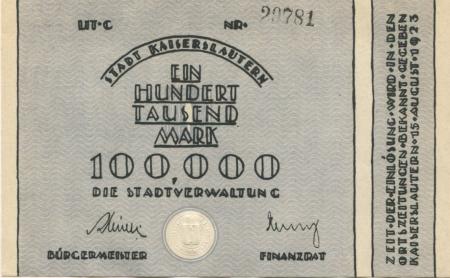 LIT·C NR· 20781
STADT KAISERSLAUTERN
EIN
HUNDERT
TAUSEND
MARK
100,000
DIE STADTVERWALTUNG
BÜRGERMEISTER FINANZRAT
ZEIT·DER·EINLÖSUNG·WIRD·IN·DEN
ORTSZEITUNGEN·BEKANNT·GEGEBEN
KAISERSLAUTERN·15·AUGUST·1923